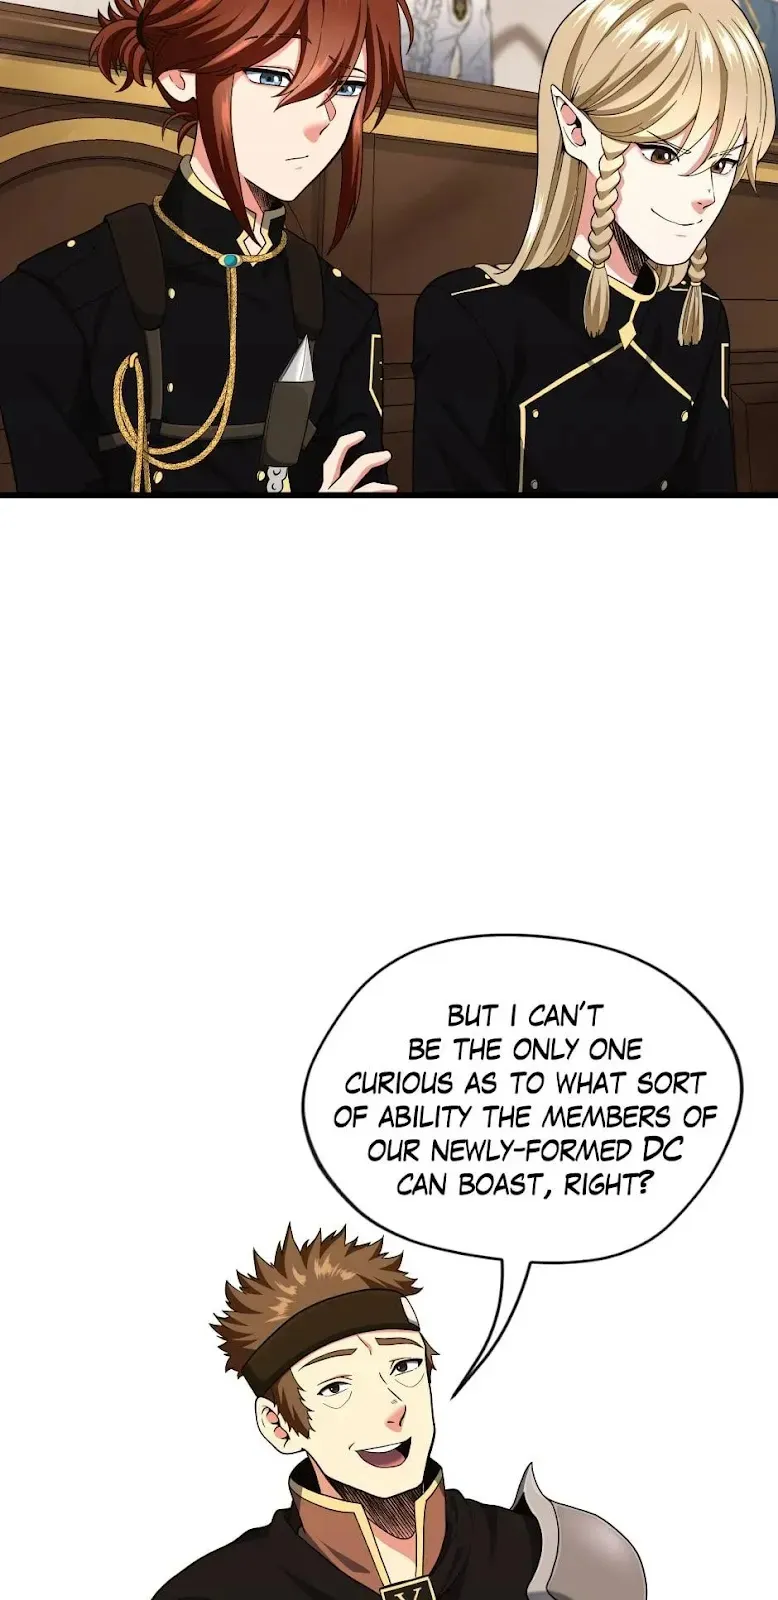 BUT I CAN'T
BE THE ONLY ONE
CURIOUS AS TO WHAT SORT
OF ABILITY THE MEMBERS OF
OUR NEWLY-FORMED DC
CAN BOAST, RIGHT?
V